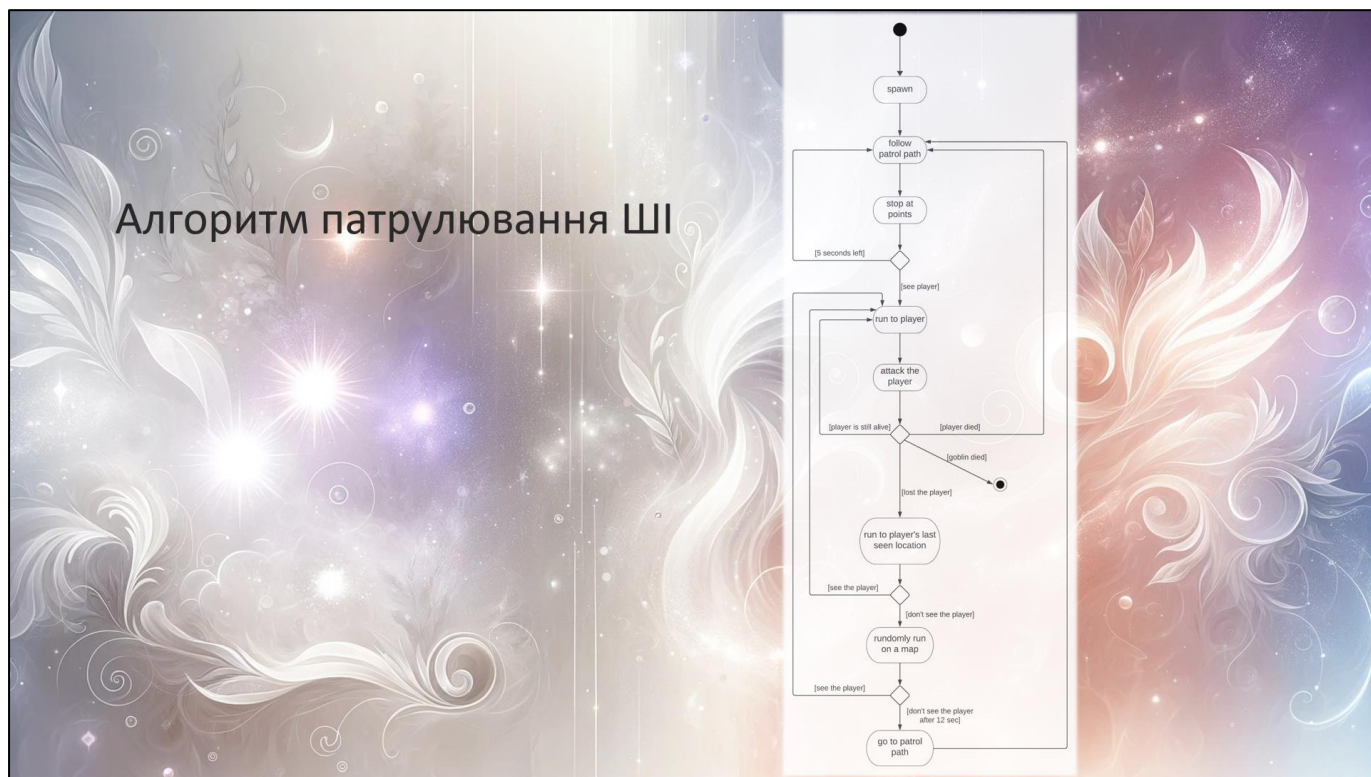 Алгоритм патрулювання ШІ
spawn
follow
patrol path
stop at
points
[5 seconds left]
[see player]
run to player
attack the
player
[player is still alive]
[player died]
[goblin died]
[lost the player]
run to player's last
seen location
[see the player]
[don't see the player]
rundomly run
on a map
[see the player]
[don't see the player
after 12 sec]
go to patrol
path